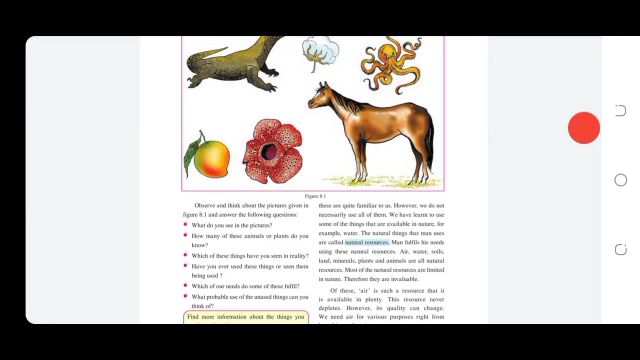 Figure 8.1
Observe and think about the pictures given in
figure 8.1 and answer the following questions:
What do you see in the pictures?
How many of these animals or plants do you
know?
Which of these things have you seen in reality?
Have you ever used these things or seen them
being used ?
Which of our needs do some of these fulfil?
What probable use of the unused things can you
think of?
Find more information about the things you
these are quite familiar to us. However, we do not
necessarily use all of them. We have learnt to use
some of the things that are available in nature, for
example, water. The natural things that man uses
are called natural resources. Man fulfils his needs
using these natural resources. Air, water, soils,
land, minerals, plants and animals are all natural
resources. Most of the natural resources are limited
in nature. Therefore they are invaluable.
Of these, ‘air’ is such a resource that it
is available in plenty. This resource never
depletes. However, its quality can change.
We need air for various purposes right from